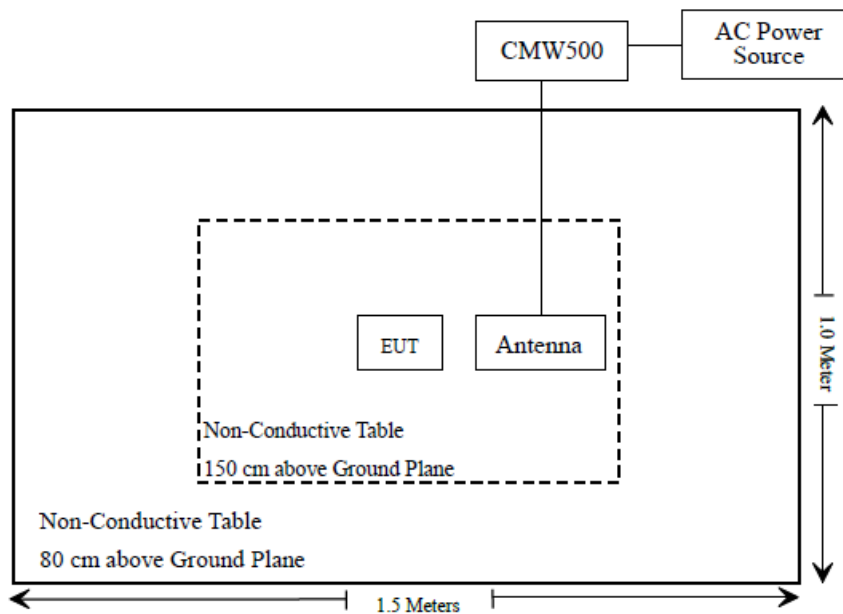 CMW500
AC Power
Source
EUT
Antenna
1.0 Meter
Non-Conductive Table
150 cm above Ground Plane
Non-Conductive Table
80 cm above Ground Plane
1.5 Meters